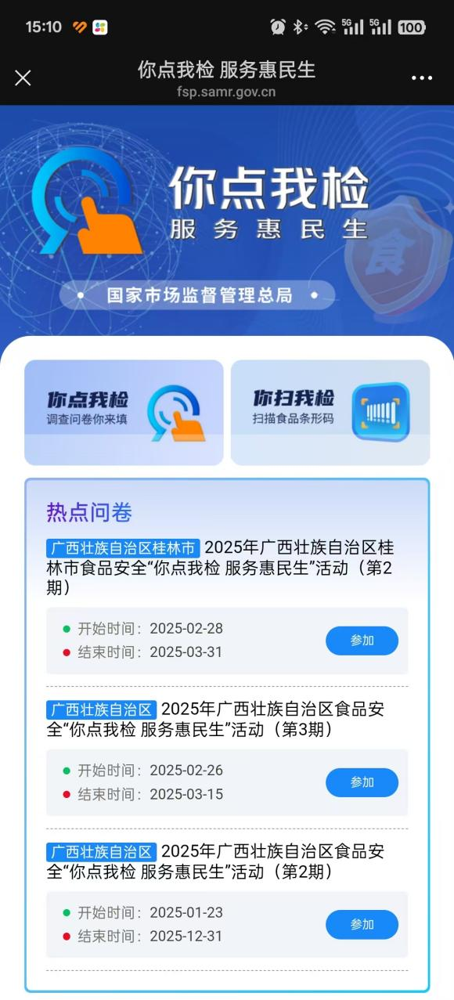 15:10
5G 5G 100
你点我检 服务惠民生
fsp.samr.gov.cn
你点我检
服务惠民生
食
国家市场监督管理总局
你点我检
调查问卷你来填
你扫我检
扫描食品条形码
热点问卷
广西壮族自治区桂林市 2025年广西壮族自治区桂
林市食品安全“你点我检 服务惠民生”活动（第2
期）
开始时间：2025-02-28
结束时间：2025-03-31
参加
广西壮族自治区 2025年广西壮族自治区食品安
全“你点我检 服务惠民生”活动（第3期）
开始时间：2025-02-26
结束时间：2025-03-15
参加
广西壮族自治区 2025年广西壮族自治区食品安
全“你点我检 服务惠民生”活动（第2期）
开始时间：2025-01-23
结束时间：2025-12-31
参加